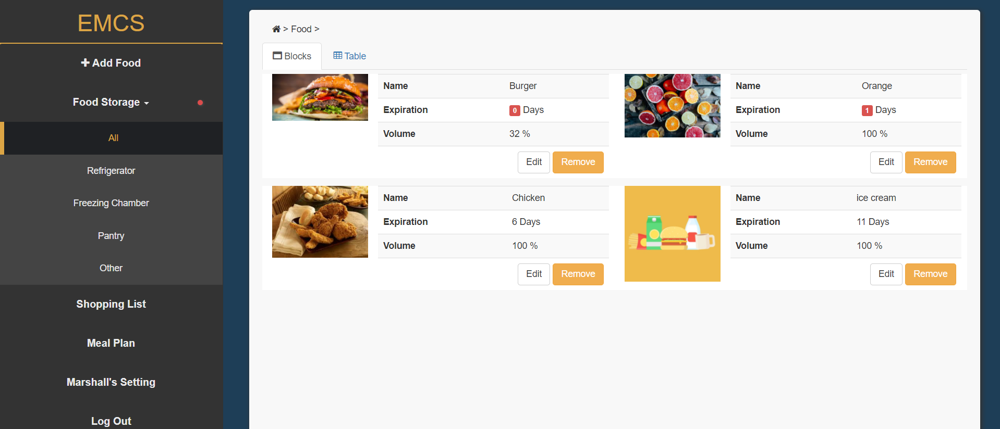 EMCS
Add Food
Food Storage
All
Refrigerator
Freezing Chamber
Pantry
Other
Shopping List
Meal Plan
Marshall's Setting
Log Out
> Food >
Blocks Table
Name Burger
Expiration 0 Days
Volume 32 %
Edit Remove
Name Orange
Expiration 1 Days
Volume 100 %
Edit Remove
Name Chicken
Expiration 6 Days
Volume 100 %
Edit Remove
Name ice cream
Expiration 11 Days
Volume 100 %
Edit Remove